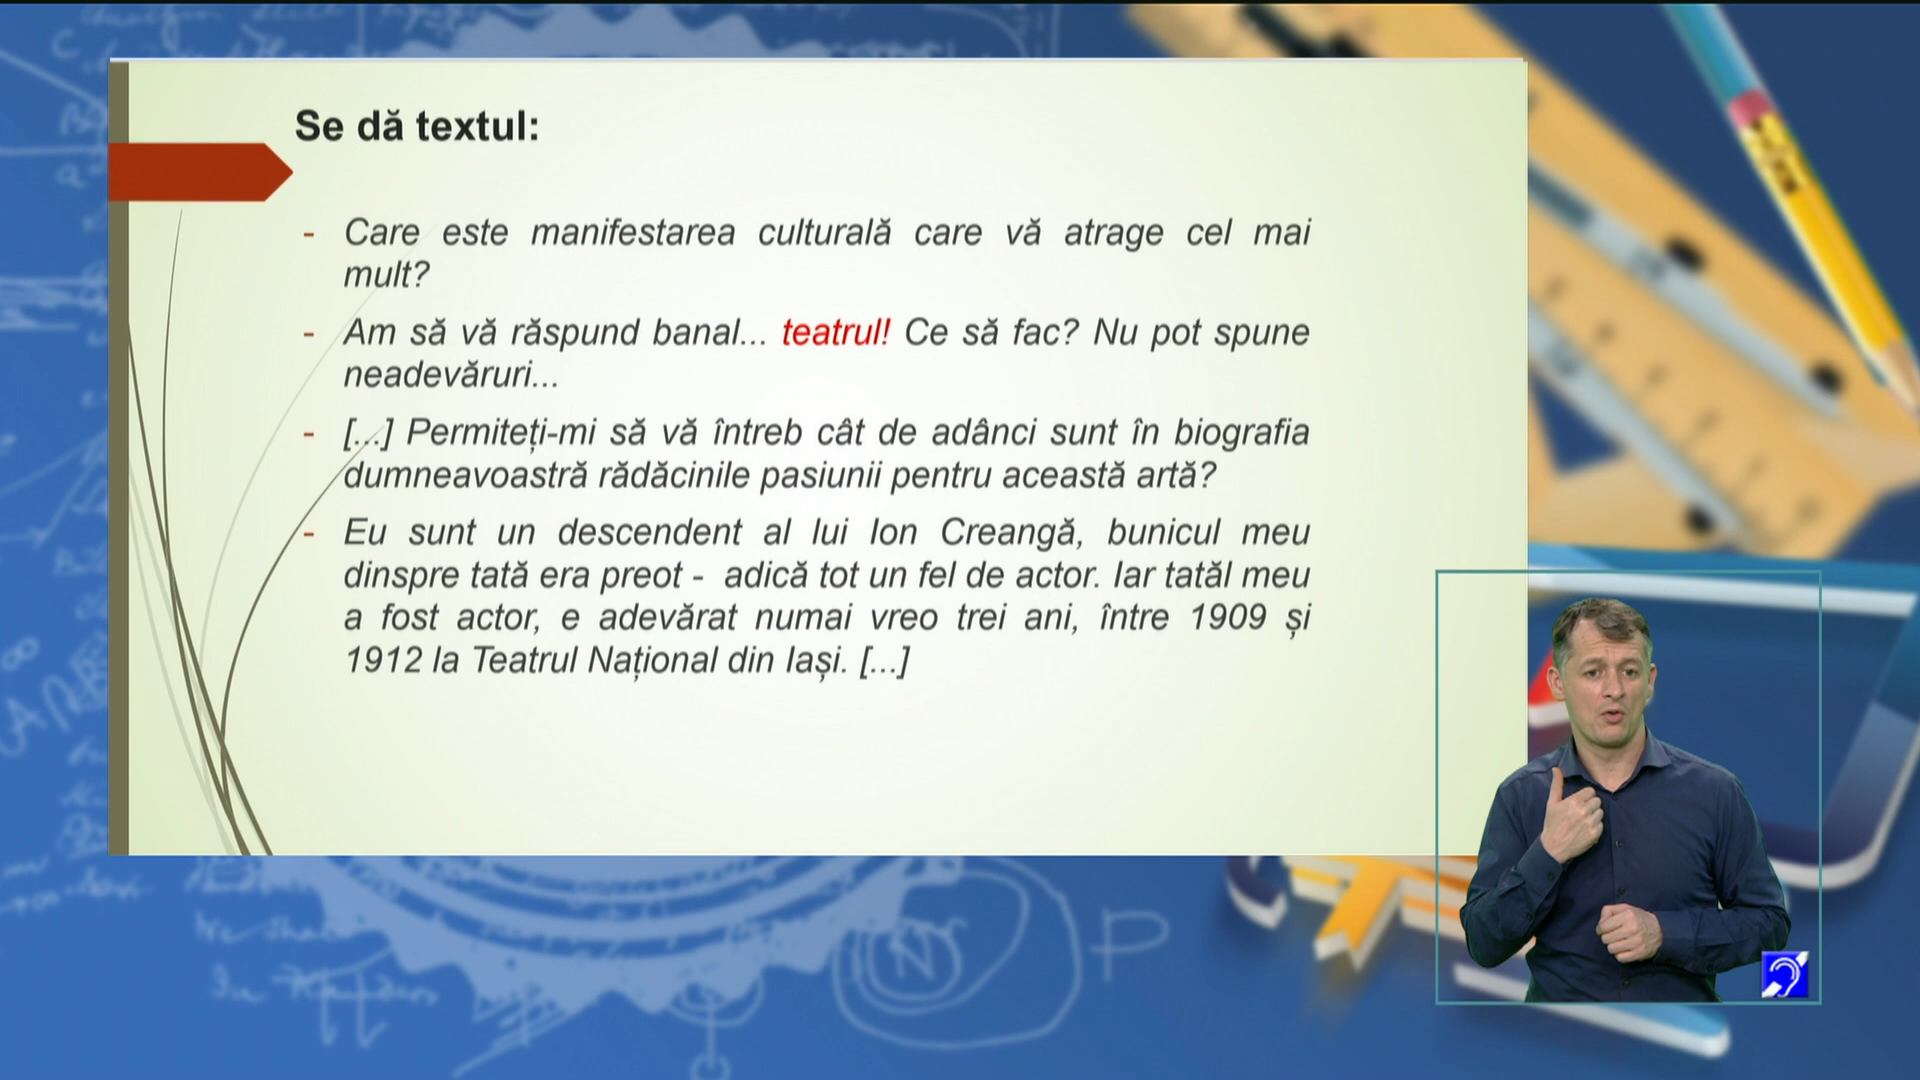 Se dă textul:
- Care este manifestarea culturală care vă atrage cel mai
mult?
- Am să vă răspund banal... teatrul! Ce să fac? Nu pot spune
neadevăruri...
- [...] Permiteți-mi să vă întreb cât de adânci sunt în biografia
dumneavoastră rădăcinile pasiunii pentru această artă?
- Eu sunt un descendent al lui Ion Creangă, bunicul meu
dinspre tată era preot - adică tot un fel de actor. Iar tatăl meu
a fost actor, e adevărat numai vreo trei ani, între 1909 și
1912 la Teatrul Național din Iași. [...]
N
P